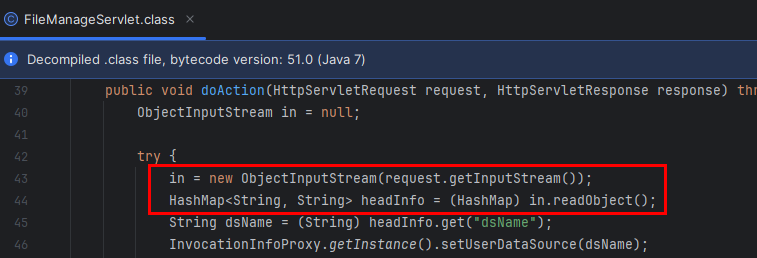 FileManageServlet.class
Decompiled .class file, bytecode version: 51.0 (Java 7)
39 public void doAction(HttpServletRequest request, HttpServletResponse response) thr
40 ObjectInputStream in = null;
41
42 try {
43 in = new ObjectInputStream(request.getInputStream());
44 HashMap<String, String> headInfo = (HashMap) in.readObject();
45 String dsName = (String) headInfo.get("dsName");
46 InvocationInfoProxy.getInstance().setUserDataSource(dsName);